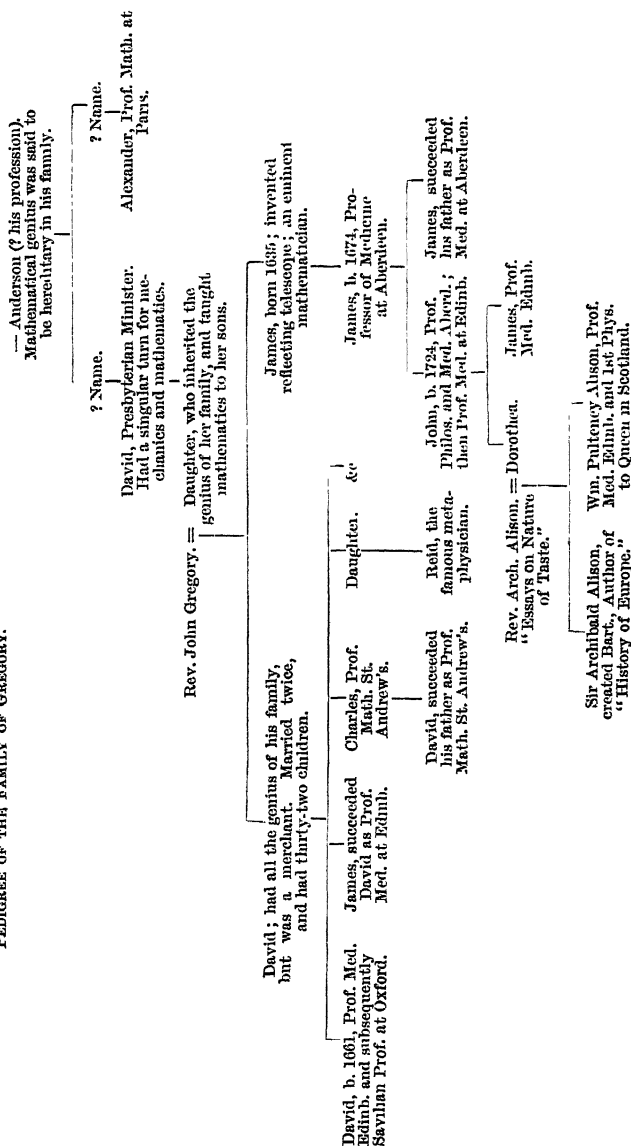 PEDIGREE OF THE FAMILY OF GREGORY.
— Anderson (? his profession).
Mathematical genius was said to
be hereditary in his family.
? Name.
? Name.
David, Presbyterian Minister.
Had a singular turn for me-
chanics and mathematics.
Alexander, Prof. Math. at
Paris.
Rev. John Gregory. = Daughter, who inherited the
genius of her family, and taught
mathematics to her sons.
David; had all the genius of his family,
but was a merchant. Married twice,
and had thirty-two children.
James, born 1635; invented
reflecting telescope; an eminent
mathematician.
David, b. 1661, Prof. Med.
Edinb. and subsequently
Savilian Prof. at Oxford.
James, succeeded
David as Prof.
Med. at Edinb.
Charles, Prof.
Math. St.
Andrew's.
Daughter.
&c
James, b. 1674, Pro-
fessor of Medicine
at Aberdeen.
David, succeeded
his father as Prof.
Math. St. Andrew's.
Reid, the
famous meta-
physician.
John, b. 1724, Prof.
Philos. and Med. Aberd.;
then Prof. Med. at Edinb.
James, succeeded
his father as Prof.
Med. at Aberdeen.
Rev. Arch. Alison. = Dorothea.
"Essays on Nature
of Taste."
James, Prof.
Med. Edinb.
Sir Archibald Alison,
created Bart., Author of
"History of Europe."
Wm. Pulteney Alison, Prof.
Med. Edinb. and 1st Phys.
to Queen in Scotland.